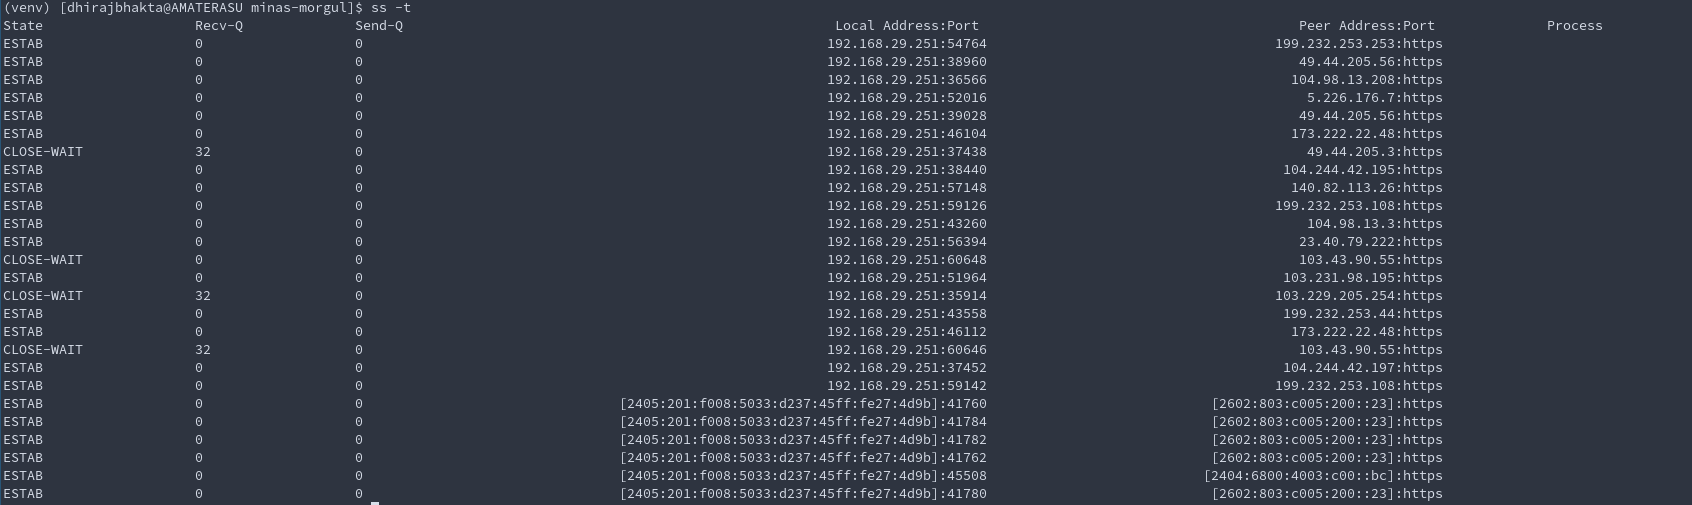 (venv) [dhirajbhakta@AMATERASU minas-morgul]$ ss -t
State Recv-Q Send-Q Local Address:Port Peer Address:Port Process
ESTAB 0 0 192.168.29.251:54764 199.232.253.253:https
ESTAB 0 0 192.168.29.251:38960 49.44.205.56:https
ESTAB 0 0 192.168.29.251:36566 104.98.13.208:https
ESTAB 0 0 192.168.29.251:52016 5.226.176.7:https
ESTAB 0 0 192.168.29.251:39028 49.44.205.56:https
ESTAB 0 0 192.168.29.251:46104 173.222.22.48:https
CLOSE-WAIT 32 0 192.168.29.251:37438 49.44.205.3:https
ESTAB 0 0 192.168.29.251:38440 104.244.42.195:https
ESTAB 0 0 192.168.29.251:57148 140.82.113.26:https
ESTAB 0 0 192.168.29.251:59126 199.232.253.108:https
ESTAB 0 0 192.168.29.251:43260 104.98.13.3:https
ESTAB 0 0 192.168.29.251:56394 23.40.79.222:https
CLOSE-WAIT 0 0 192.168.29.251:60648 103.43.90.55:https
ESTAB 0 0 192.168.29.251:51964 103.231.98.195:https
CLOSE-WAIT 32 0 192.168.29.251:35914 103.229.205.254:https
ESTAB 0 0 192.168.29.251:43558 199.232.253.44:https
ESTAB 0 0 192.168.29.251:46112 173.222.22.48:https
CLOSE-WAIT 32 0 192.168.29.251:60646 103.43.90.55:https
ESTAB 0 0 192.168.29.251:37452 104.244.42.197:https
ESTAB 0 0 192.168.29.251:59142 199.232.253.108:https
ESTAB 0 0 [2405:201:f008:5033:d237:45ff:fe27:4d9b]:41760 [2602:803:c005:200::23]:https
ESTAB 0 0 [2405:201:f008:5033:d237:45ff:fe27:4d9b]:41784 [2602:803:c005:200::23]:https
ESTAB 0 0 [2405:201:f008:5033:d237:45ff:fe27:4d9b]:41782 [2602:803:c005:200::23]:https
ESTAB 0 0 [2405:201:f008:5033:d237:45ff:fe27:4d9b]:41762 [2602:803:c005:200::23]:https
ESTAB 0 0 [2405:201:f008:5033:d237:45ff:fe27:4d9b]:45508 [2404:6800:4003:c00::bc]:https
ESTAB 0 0 [2405:201:f008:5033:d237:45ff:fe27:4d9b]:41780 [2602:803:c005:200::23]:https